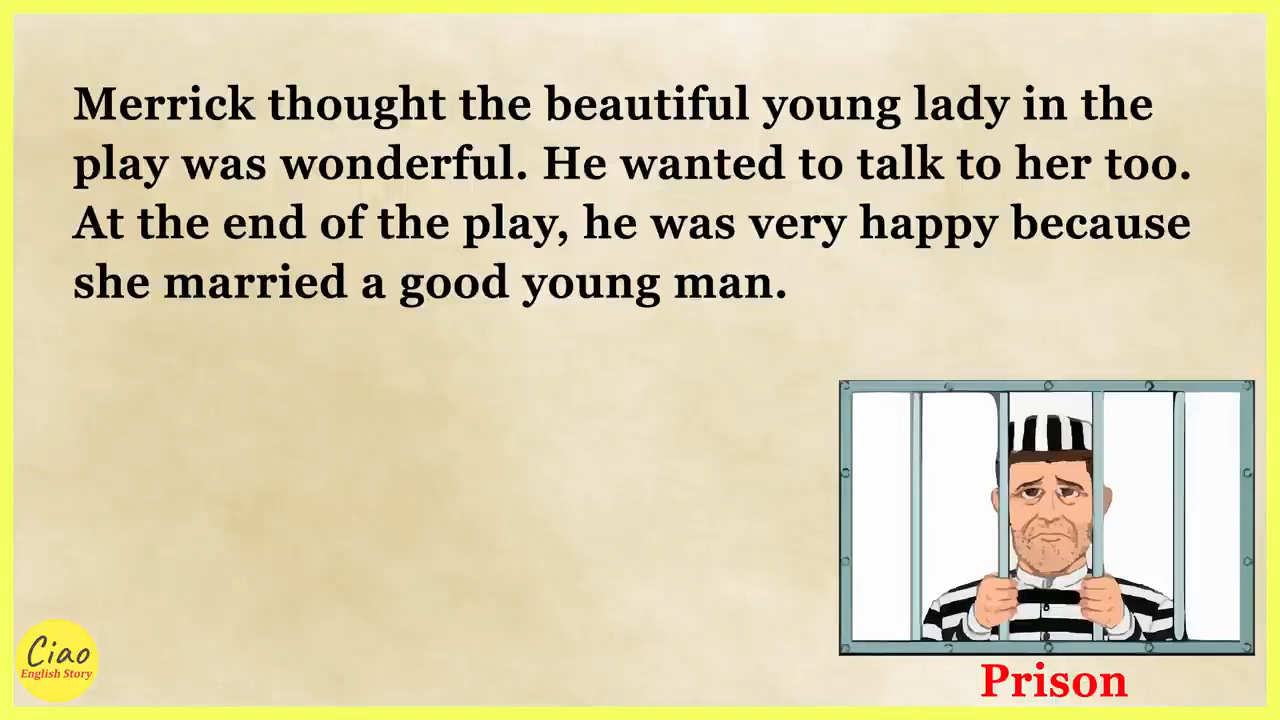 Merrick thought the beautiful young lady in the
play was wonderful. He wanted to talk to her too.
At the end of the play, he was very happy because
she married a good young man.
Prison
Ciao
English Story